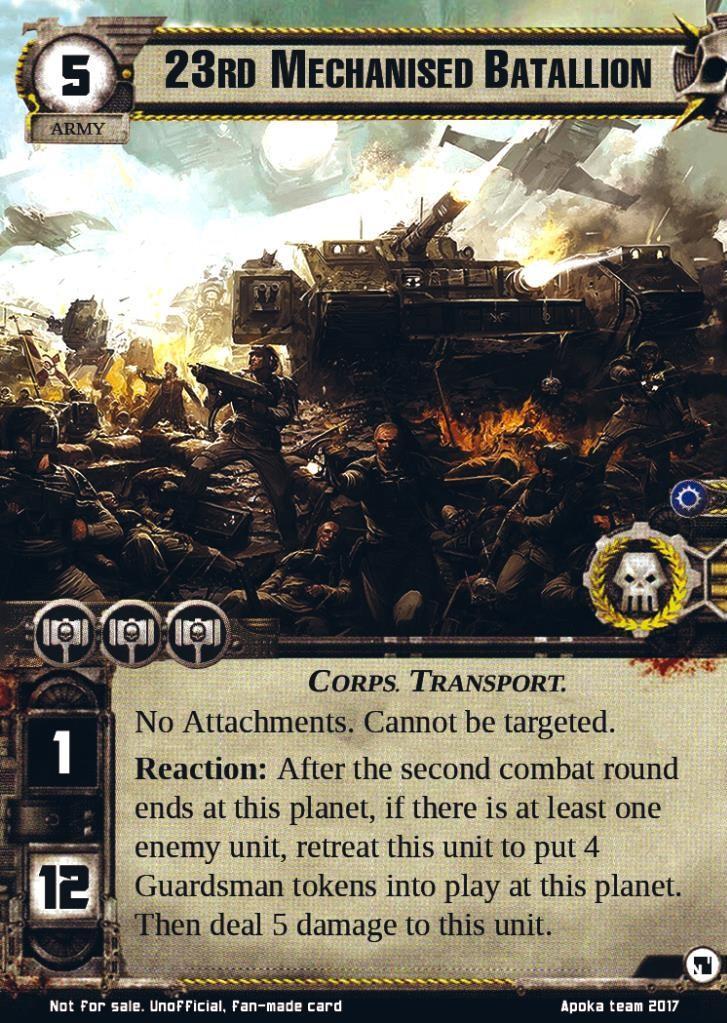 5
23RD MECHANISED BATALLION
ARMY
CORPS. TRANSPORT.
No Attachments. Cannot be targeted.
1
Reaction: After the second combat round
ends at this planet, if there is at least one
enemy unit, retreat this unit to put 4
12
Guardsman tokens into play at this planet.
Then deal 5 damage to this unit.
Not for sale. Unofficial, Fan-made card
Apoka team 2017